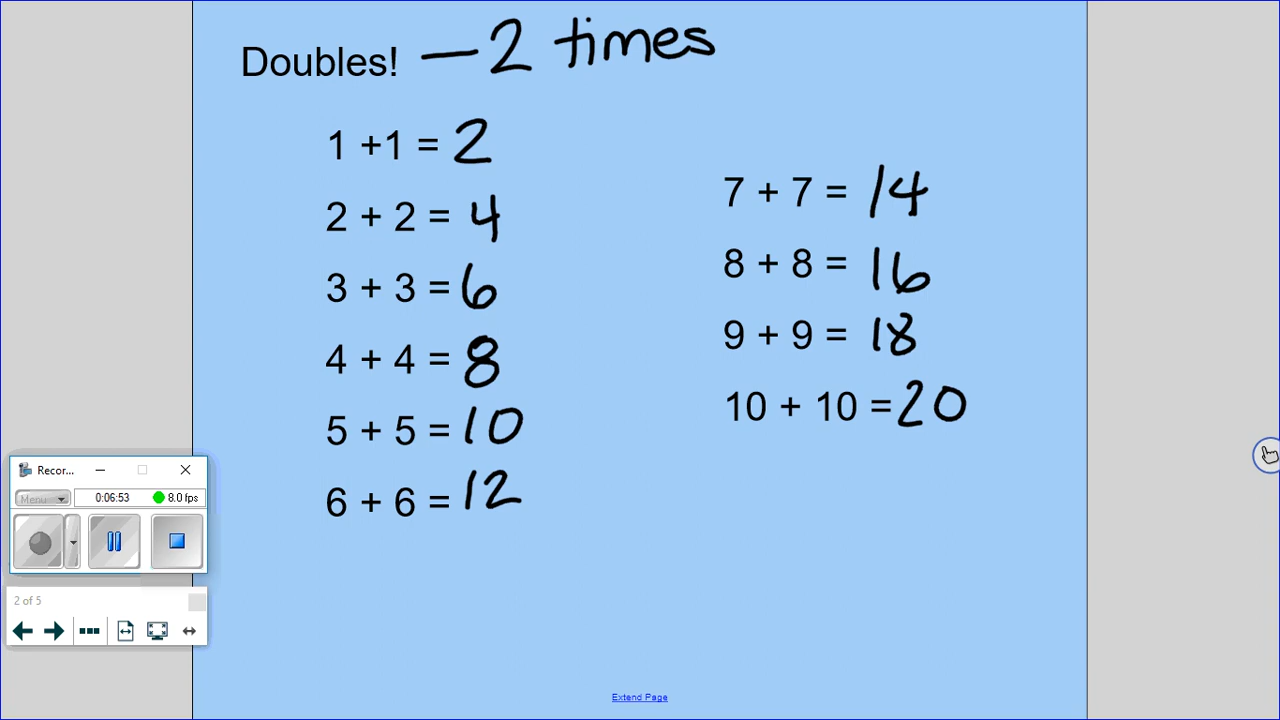 Doubles! — 2 times
1 +1 = 2
2 + 2 = 4
3 + 3 = 6
4 + 4 = 8
5 + 5 = 10
6 + 6 = 12
7 + 7 = 14
8 + 8 = 16
9 + 9 = 18
10 + 10 = 20
Recor...
Menu
0:06:53
8.0 fps
2 of 5
Extend Page